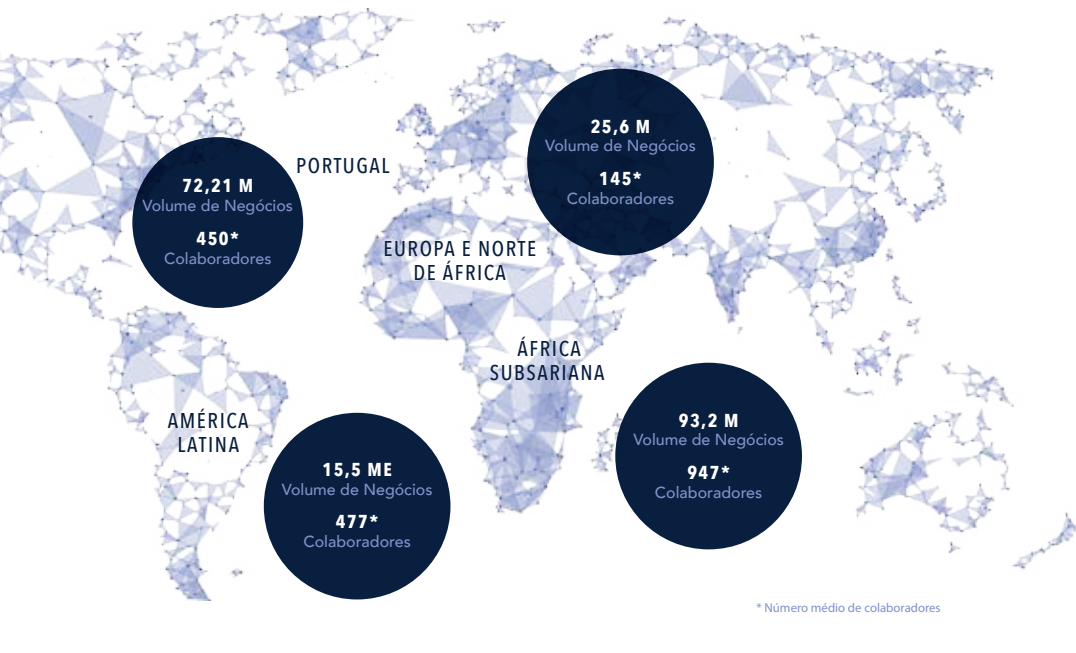 PORTUGAL
72,21 M
Volume de Negócios
450*
Colaboradores
EUROPA E NORTE
DE ÁFRICA
25,6 M
Volume de Negócios
145*
Colaboradores
AMÉRICA
LATINA
15,5 ME
Volume de Negócios
477*
Colaboradores
ÁFRICA
SUBSARIANA
93,2 M
Volume de Negócios
947*
Colaboradores
* Número médio de colaboradores